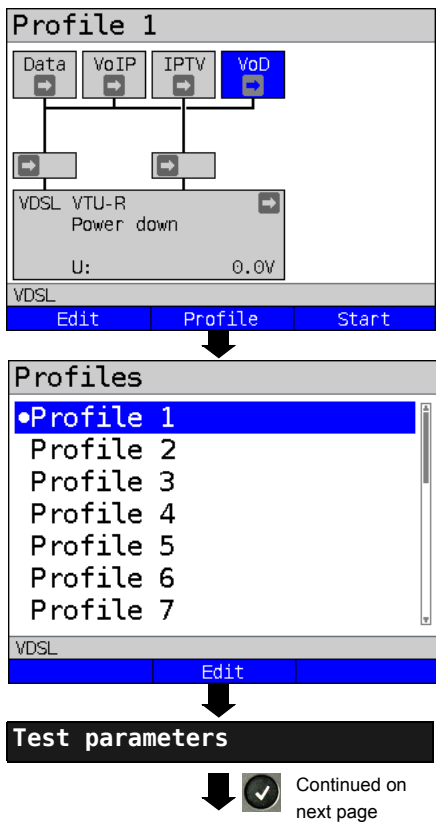 Profile 1
Data VoIP IPTV VoD
VDSL VTU-R
Power down
U: 0.0V
VDSL
Edit Profile Start
Profiles
•Profile 1
Profile 2
Profile 3
Profile 4
Profile 5
Profile 6
Profile 7
VDSL
Edit
Test parameters
Continued on
next page